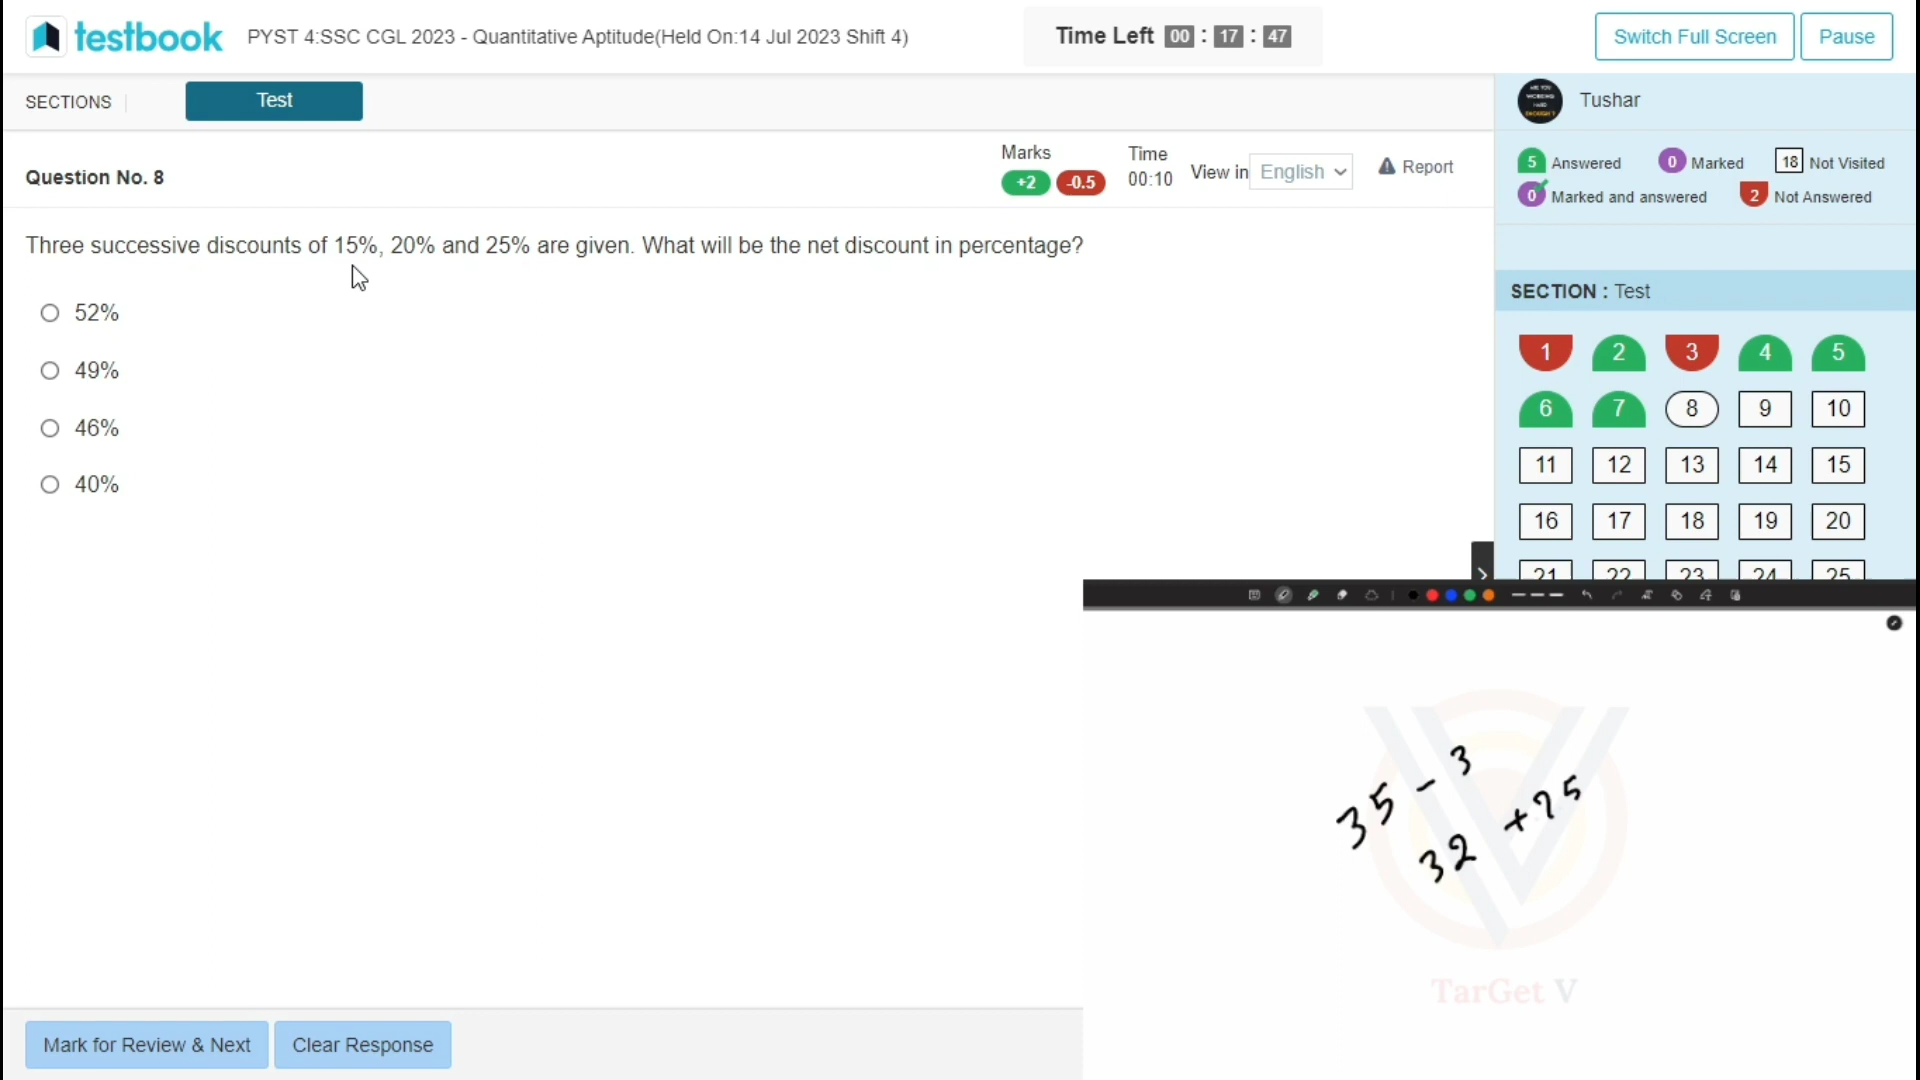 testbook PYST 4:SSC CGL 2023 - Quantitative Aptitude(Held On:14 Jul 2023 Shift 4) Time Left 00 : 17 : 47 Switch Full Screen Pause
SECTIONS Test
Tushar
Question No. 8
Marks
+2 -0.5
Time
00:10
View in English
Report
5 Answered 0 Marked 18 Not Visited
0 Marked and answered 2 Not Answered
Three successive discounts of 15%, 20% and 25% are given. What will be the net discount in percentage?
52%
49%
46%
40%
SECTION : Test
1 2 3 4 5
6 7 8 9 10
11 12 13 14 15
16 17 18 19 20
21 22 23 24 25
35 - 3
32 + 25
TarGet V
Mark for Review & Next Clear Response